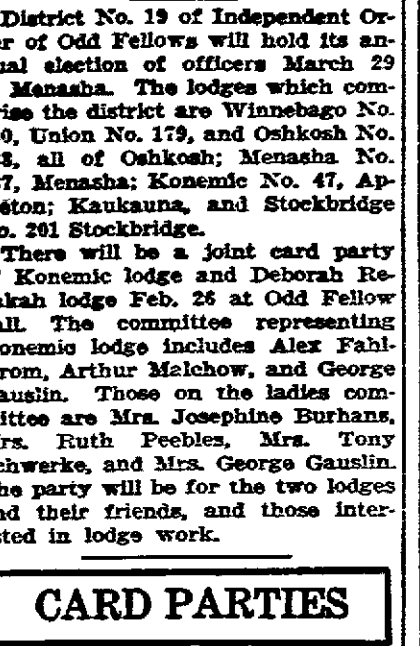 District No. 19 of Independent Or-
er of Odd Fellows will hold its an-
ual election of officers March 29
Menasha. The lodges which com-
rise the district are Winnebago No.
0, Union No. 179, and Oshkosh No.
8, all of Oshkosh; Menasha No.
7, Menasha; Konemic No. 47, Ap-
leton; Kaukauna, and Stockbridge
o. 201 Stockbridge.
There will be a joint card party
Konemic lodge and Deborah Re-
ekah lodge Feb. 26 at Odd Fellow
all. The committee representing
onemic lodge includes Alex Fahl-
rom, Arthur Malchow, and George
auslin. Those on the ladies com-
ittee are Mrs. Josephine Burhans,
rs. Ruth Peebles, Mrs. Tony
chwerke, and Mrs. George Gauslin.
he party will be for the two lodges
nd their friends, and those inter-
sted in lodge work.
CARD PARTIES